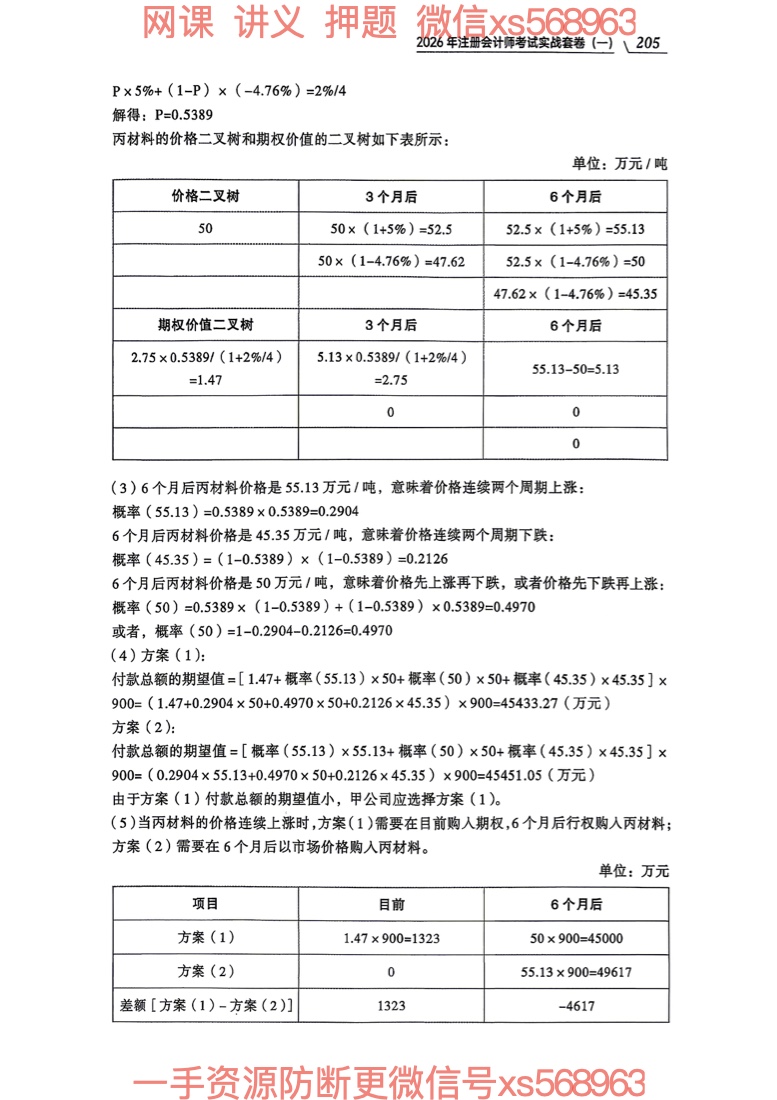 网课 讲义 押题 微信xs568963
2026年注册会计师考试实战套卷（一） 205
P×5%+（1-P）×（-4.76%）=2%/4
解得：P=0.5389
丙材料的价格二叉树和期权价值的二叉树如下表所示：
单位：万元/吨
价格二叉树 3个月后 6个月后
50 50×（1+5%）=52.5 52.5×（1+5%）=55.13
50×（1-4.76%）=47.62 52.5×（1-4.76%）=50
47.62×（1-4.76%）=45.35
期权价值二叉树 3个月后 6个月后
2.75×0.5389/（1+2%/4） 5.13×0.5389/（1+2%/4） 55.13-50=5.13
=1.47 =2.75
0 0
0
（3）6个月后丙材料价格是55.13万元/吨，意味着价格连续两个周期上涨：
概率（55.13）=0.5389×0.5389=0.2904
6个月后丙材料价格是45.35万元/吨，意味着价格连续两个周期下跌：
概率（45.35）=（1-0.5389）×（1-0.5389）=0.2126
6个月后丙材料价格是50万元/吨，意味着价格先上涨再下跌，或者价格先下跌再上涨：
概率（50）=0.5389×（1-0.5389）+（1-0.5389）×0.5389=0.4970
或者，概率（50）=1-0.2904-0.2126=0.4970
（4）方案（1）：
付款总额的期望值=[1.47+概率（55.13）×50+概率（50）×50+概率（45.35）×45.35]×
900=（1.47+0.2904×50+0.4970×50+0.2126×45.35）×900=45433.27（万元）
方案（2）：
付款总额的期望值=[概率（55.13）×55.13+概率（50）×50+概率（45.35）×45.35]×
900=（0.2904×55.13+0.4970×50+0.2126×45.35）×900=45451.05（万元）
由于方案（1）付款总额的期望值小，甲公司应选择方案（1）。
（5）当丙材料的价格连续上涨时，方案（1）需要在目前购入期权，6个月后行权购入丙材料；
方案（2）需要在6个月后以市场价格购入丙材料。
单位：万元
项目 目前 6个月后
方案（1） 1.47×900=1323 50×900=45000
方案（2） 0 55.13×900=49617
差额[方案（1）-方案（2）] 1323 -4617
一手资源防断更微信号xs568963